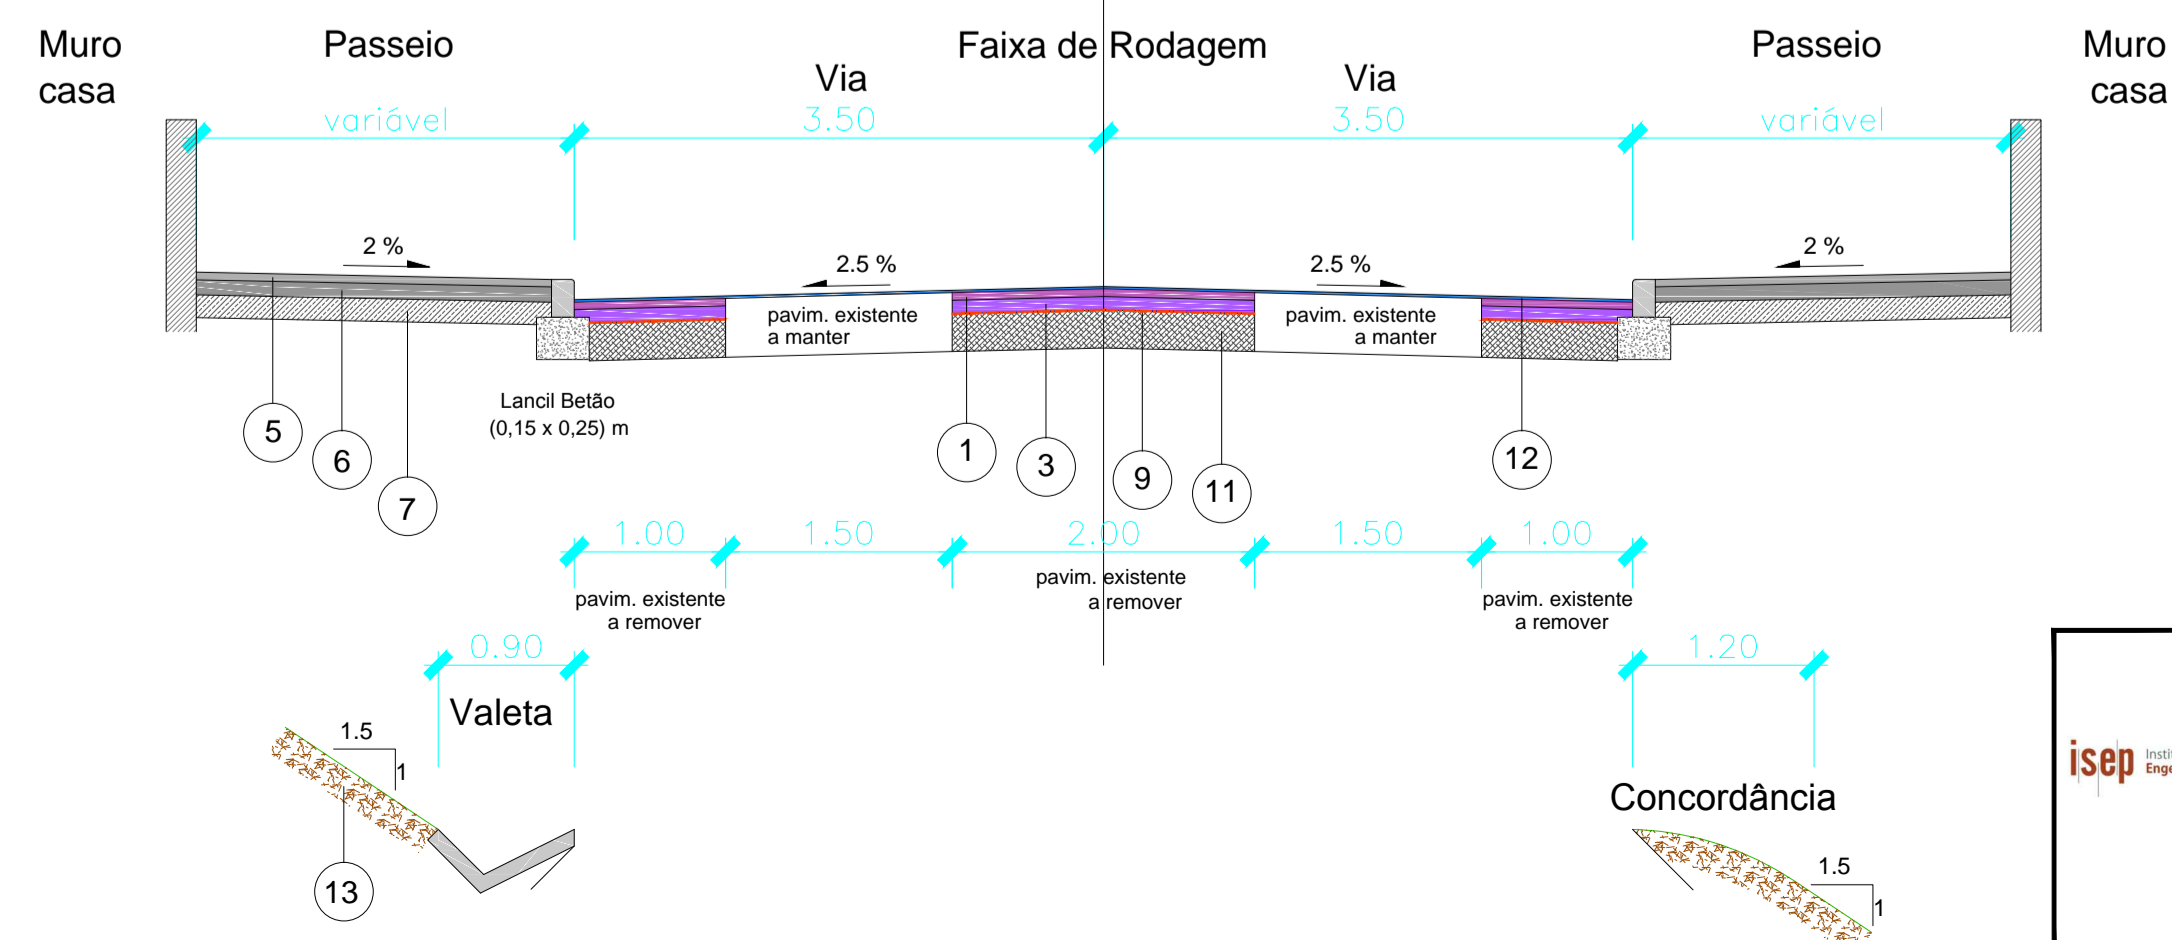 Muro
casa
Passeio
Faixa de Rodagem
Via
Via
Passeio
Muro
casa
variável
3.50
3.50
variável
2 %
2.5 %
2.5 %
2 %
pavim. existente
a manter
pavim. existente
a manter
Lancil Betão
(0,15 x 0,25) m
5
6
7
1
3
9
11
12
1.00
1.50
2.00
1.50
1.00
pavim. existente
a remover
pavim. existente
a remover
pavim. existente
a remover
0.90
Valeta
1.20
Concordância
1.5
1
13
1.5
1
isep